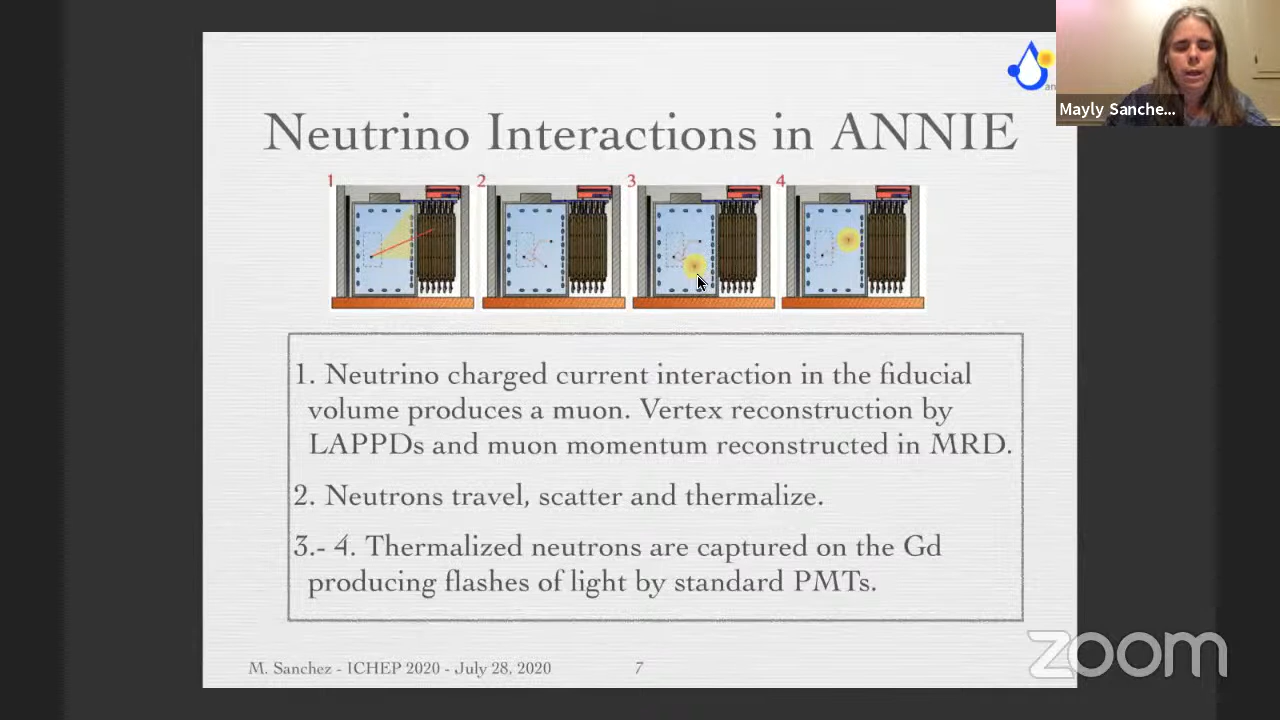 an
Mayly Sanche...
Neutrino Interactions in ANNIE
1 2 3 4
1. Neutrino charged current interaction in the fiducial
volume produces a muon. Vertex reconstruction by
LAPPDs and muon momentum reconstructed in MRD.
2. Neutrons travel, scatter and thermalize.
3.- 4. Thermalized neutrons are captured on the Gd
producing flashes of light by standard PMTs.
M. Sanchez - ICHEP 2020 - July 28, 2020 7
zoom